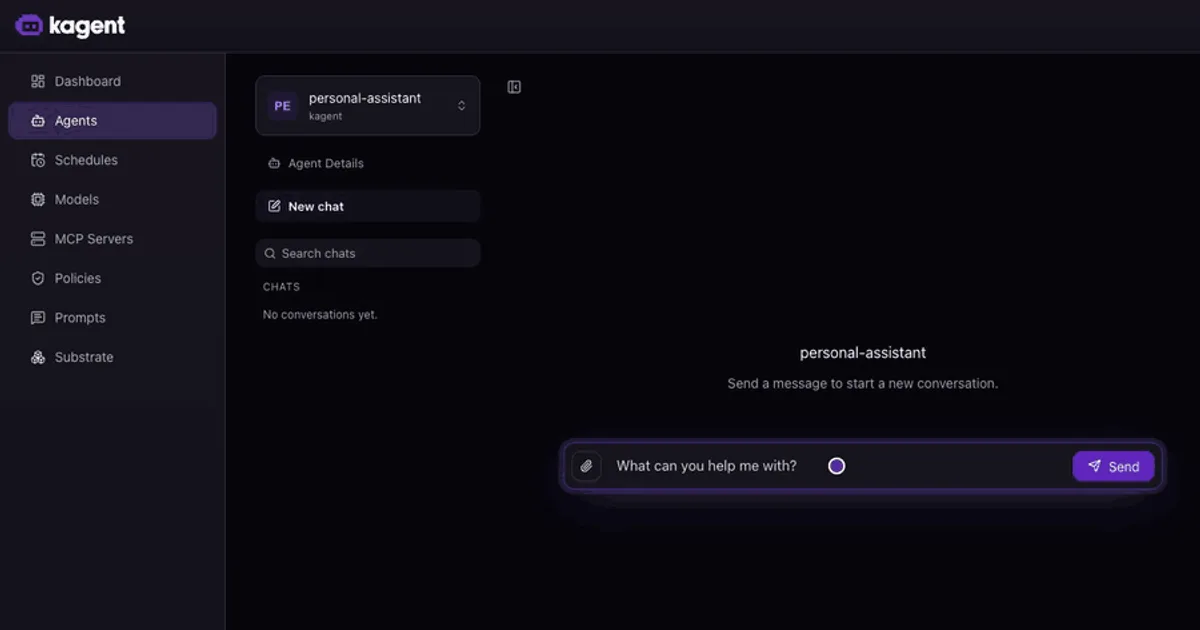 kagent
Dashboard
Agents
Schedules
Models
MCP Servers
Policies
Prompts
Substrate
PE
personal-assistant
kagent
Agent Details
New chat
Search chats
CHATS
No conversations yet.
personal-assistant
Send a message to start a new conversation.
What can you help me with?
Send